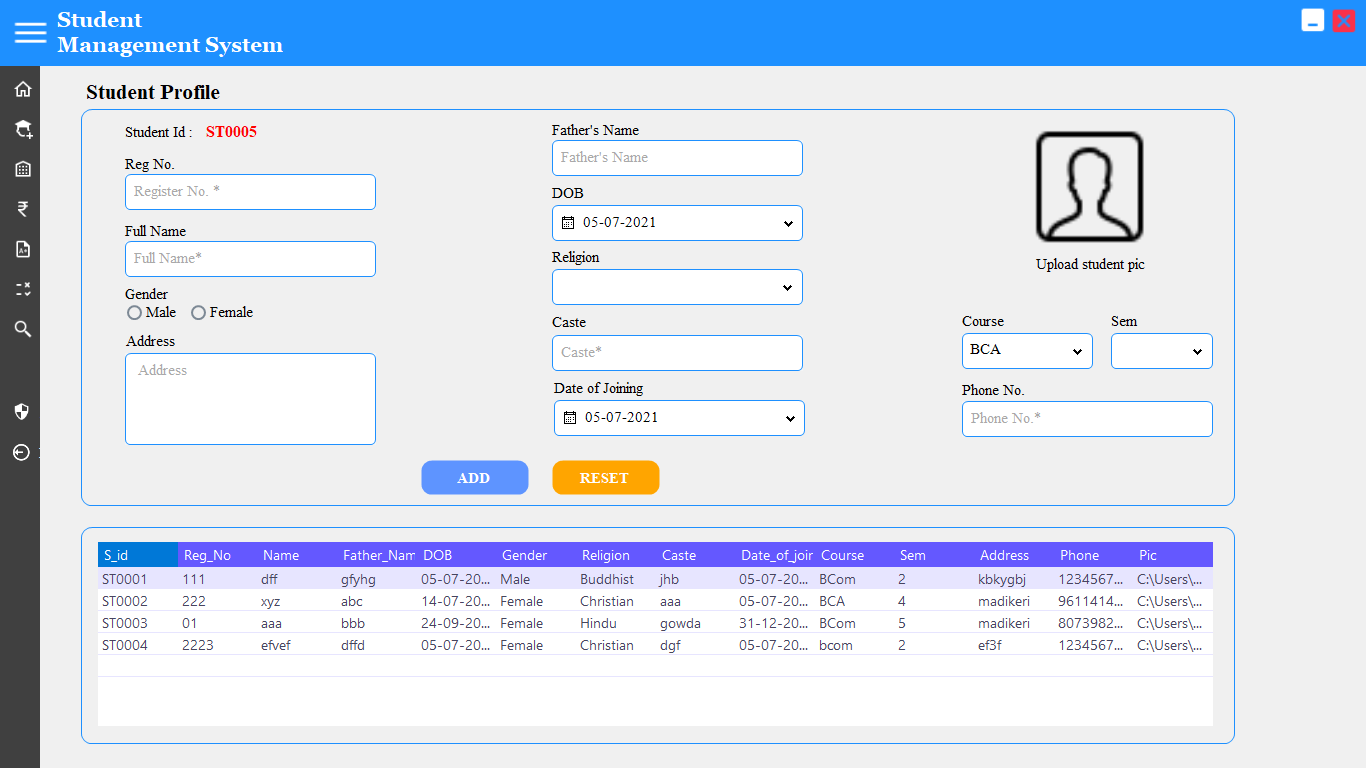 Student
Management System
Student Profile
Student Id : ST0005
Reg No.
Register No. *
Full Name
Full Name*
Gender
Male Female
Address
Address
Father's Name
Father's Name
DOB
05-07-2021
Religion
Caste
Caste*
Date of Joining
05-07-2021
Upload student pic
Course Sem
BCA
Phone No.
Phone No.*
ADD RESET
S_id Reg_No Name Father_Nam DOB Gender Religion Caste Date_of_joir Course Sem Address Phone Pic
ST0001 111 dff gfyhg 05-07-20... Male Buddhist jhb 05-07-20... BCom 2 kbkygbj 1234567... C:\Users\...
ST0002 222 xyz abc 14-07-20... Female Christian aaa 05-07-20... BCA 4 madikeri 9611414... C:\Users\...
ST0003 01 aaa bbb 24-09-20... Female Hindu gowda 31-12-20... BCom 5 madikeri 8073982... C:\Users\...
ST0004 2223 efvef dffd 05-07-20... Female Christian dgf 05-07-20... bcom 2 ef3f 1234567... C:\Users\...